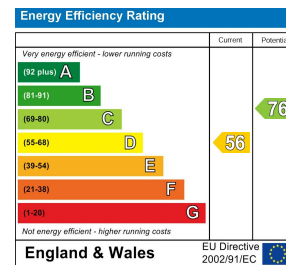 Energy Efficiency Rating
Current Potentia
Very energy efficient - lower running costs
(92 plus) A
(81-91) B
(69-80) C
(55-68) D
(39-54) E
(21-38) F
(1-20) G
56
76
Not energy efficient - higher running costs
England & Wales
EU Directive
2002/91/EC